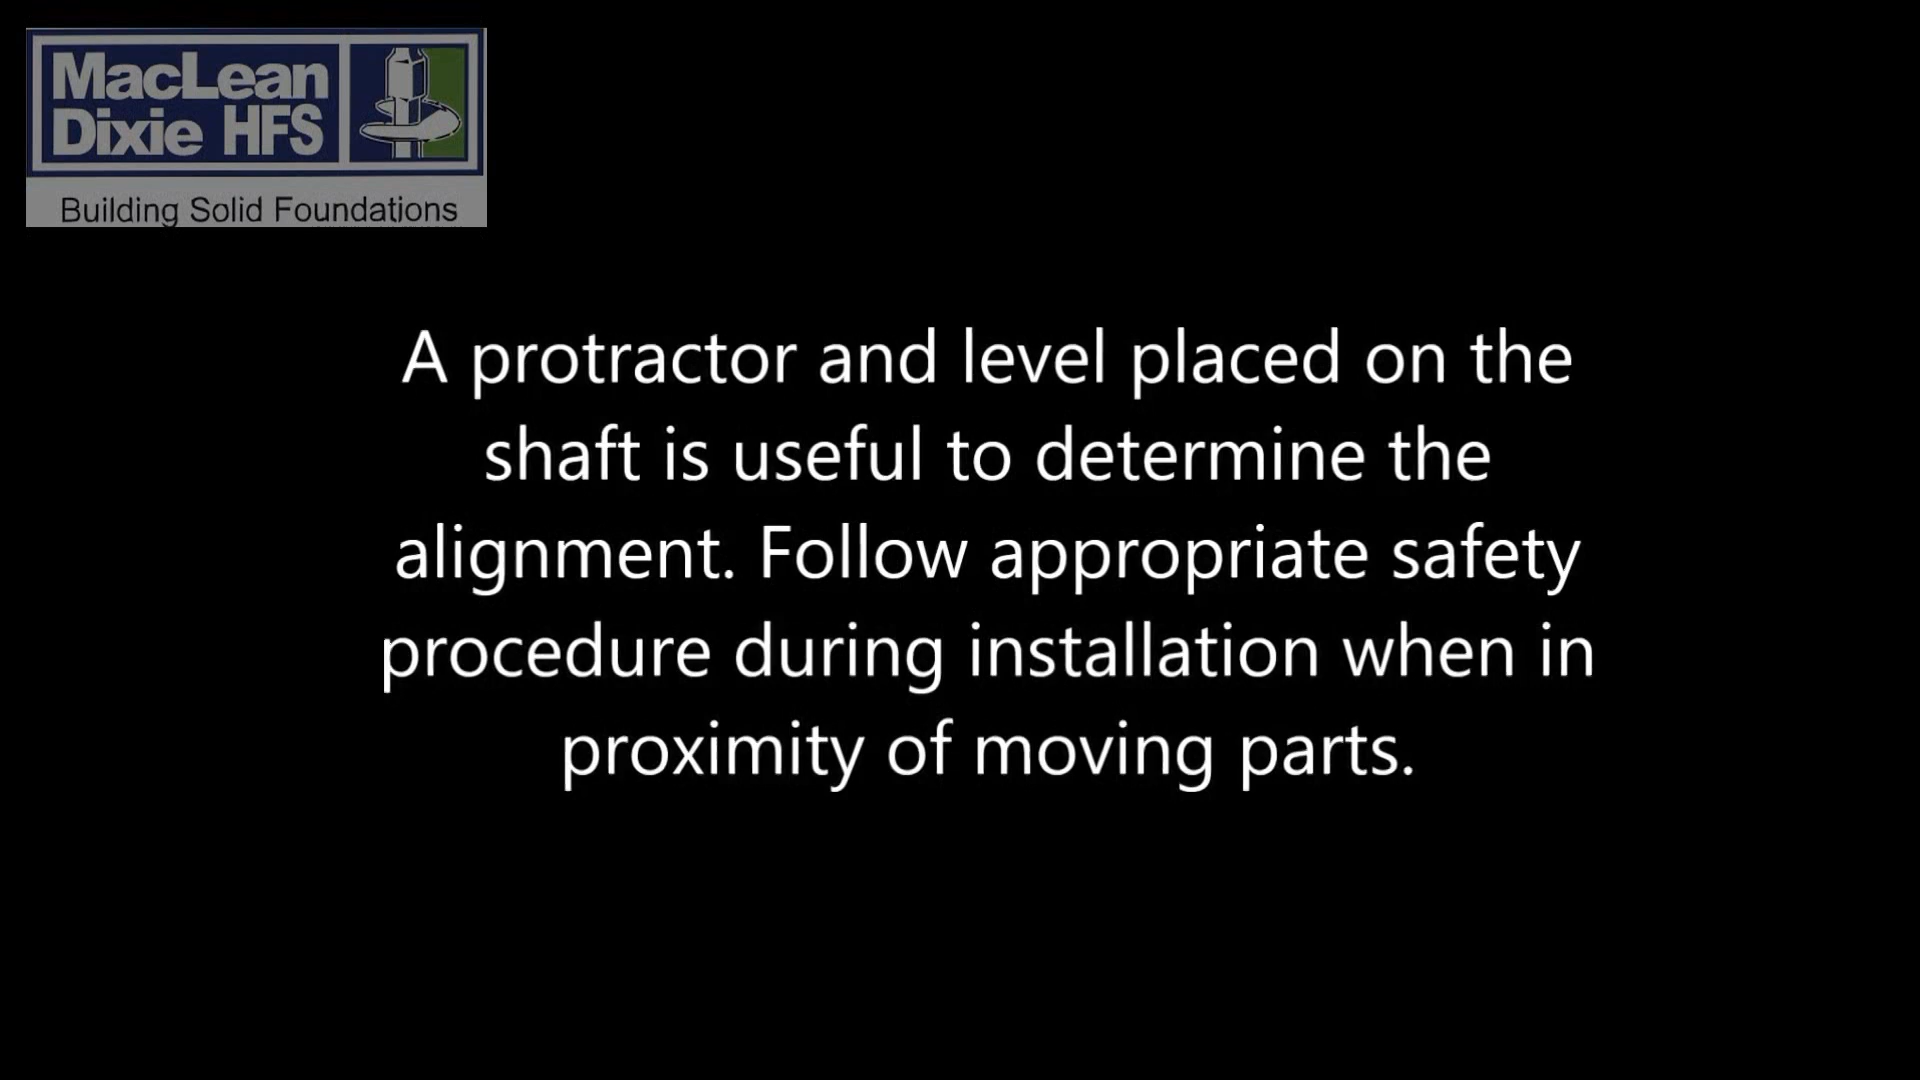 MacLean
Dixie HFS
Building Solid Foundations
A protractor and level placed on the
shaft is useful to determine the
alignment. Follow appropriate safety
procedure during installation when in
proximity of moving parts.